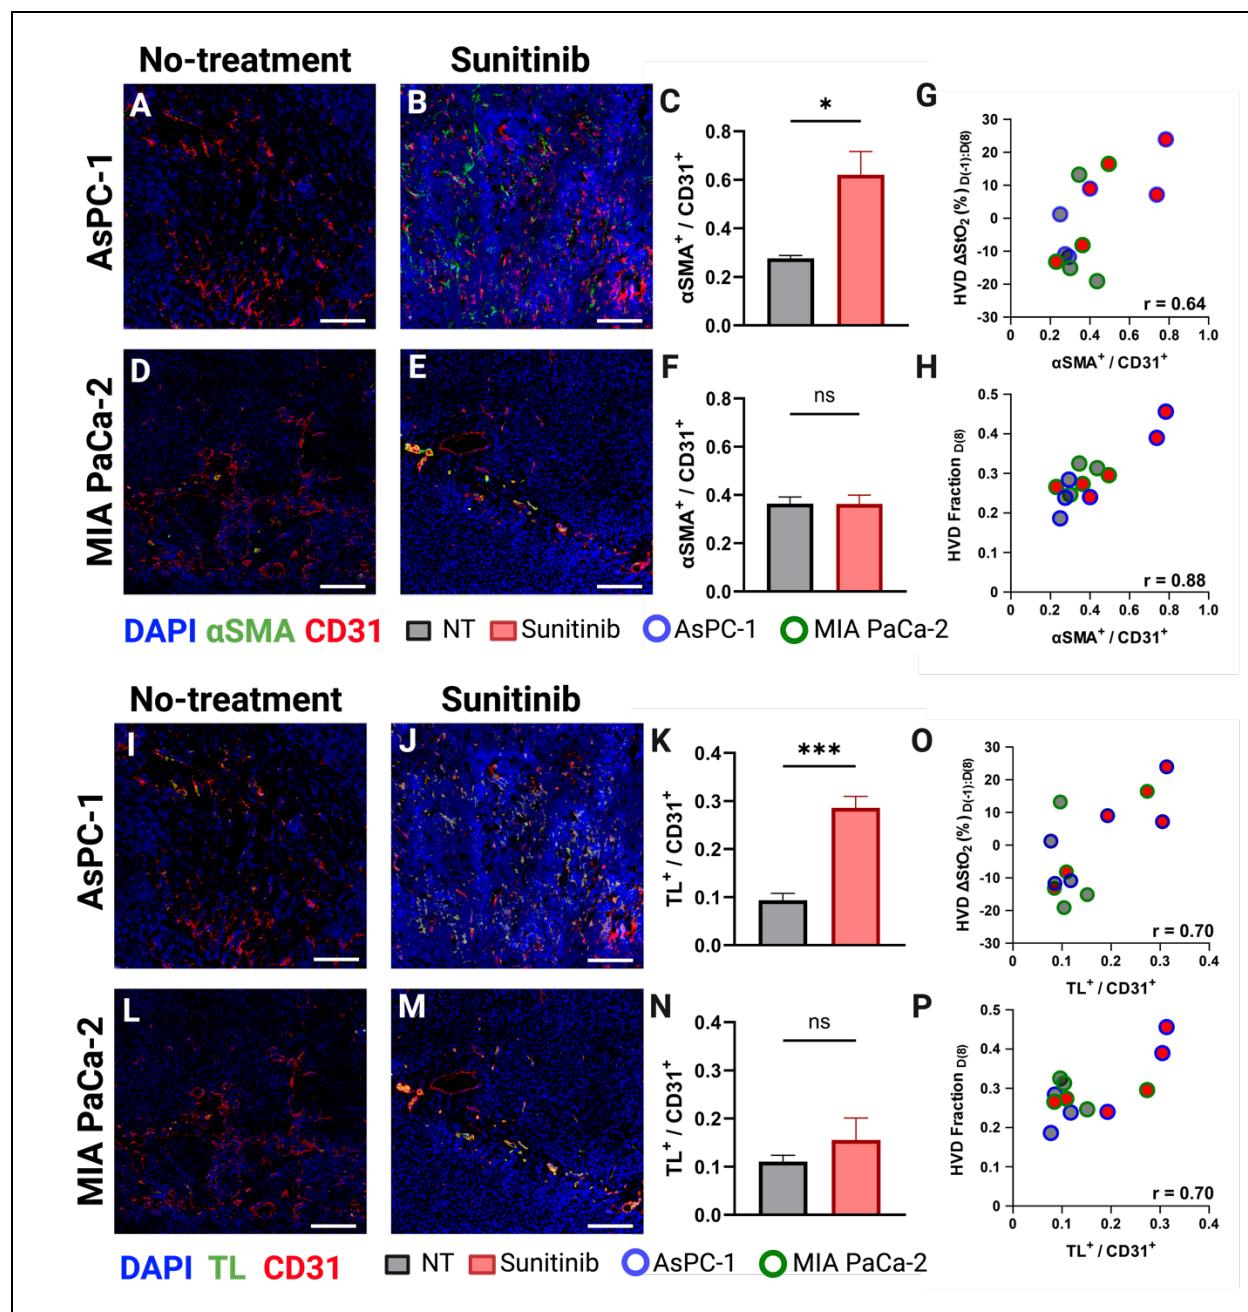 No-treatment Sunitinib
A B C G
AsPC-1
αSMA⁺ / CD31⁺
0.8
0.6
0.4
0.2
0.0
*
HVD ΔStO₂ (%) D(-1):D(8)
30
20
10
0
-10
-20
-30
r = 0.64
0 0.2 0.4 0.6 0.8 1.0
αSMA⁺ / CD31⁺
D E F H
MIA PaCa-2
αSMA⁺ / CD31⁺
0.8
0.6
0.4
0.2
0.0
ns
HVD Fraction D(8)
0.5
0.4
0.3
0.2
0.1
0
r = 0.88
0 0.2 0.4 0.6 0.8 1.0
αSMA⁺ / CD31⁺
DAPI αSMA CD31 NT Sunitinib AsPC-1 MIA PaCa-2
No-treatment Sunitinib
I J K O
AsPC-1
TL⁺ / CD31⁺
0.4
0.3
0.2
0.1
0.0
***
HVD ΔStO₂ (%) D(-1):D(8)
30
20
10
0
-10
-20
-30
r = 0.70
0 0.1 0.2 0.3 0.4
TL⁺ / CD31⁺
L M N P
MIA PaCa-2
TL⁺ / CD31⁺
0.4
0.3
0.2
0.1
0.0
ns
HVD Fraction D(8)
0.5
0.4
0.3
0.2
0.1
0
r = 0.70
0 0.1 0.2 0.3 0.4
TL⁺ / CD31⁺
DAPI TL CD31 NT Sunitinib AsPC-1 MIA PaCa-2